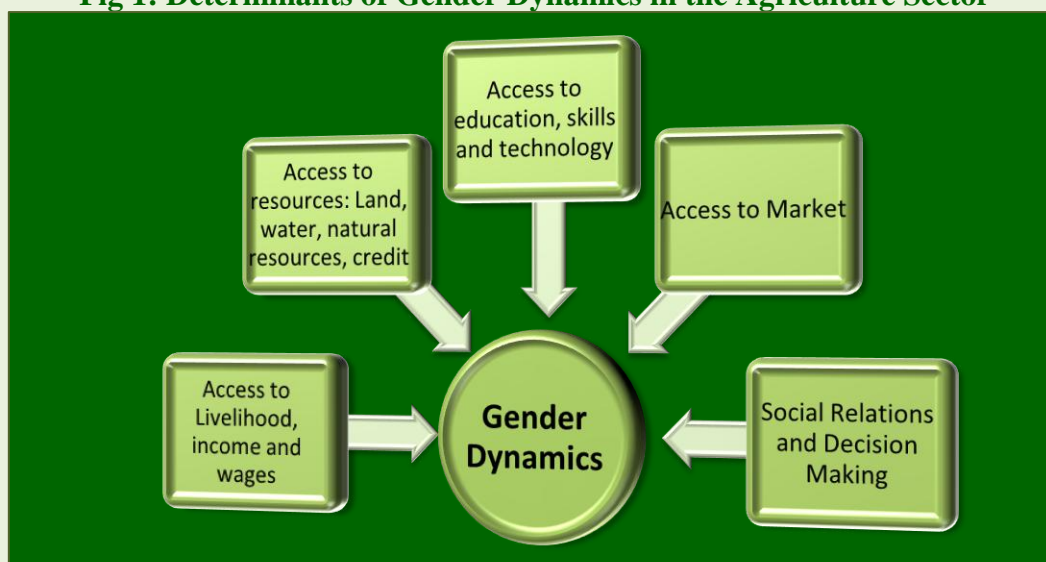 Fig 1: Determinants of Gender Dynamics in the Agriculture Sector
Access to
education, skills
and technology
Access to
resources: Land,
water, natural
resources, credit
Access to Market
Access to
Livelihood,
income and
wages
Gender
Dynamics
Social Relations
and Decision
Making